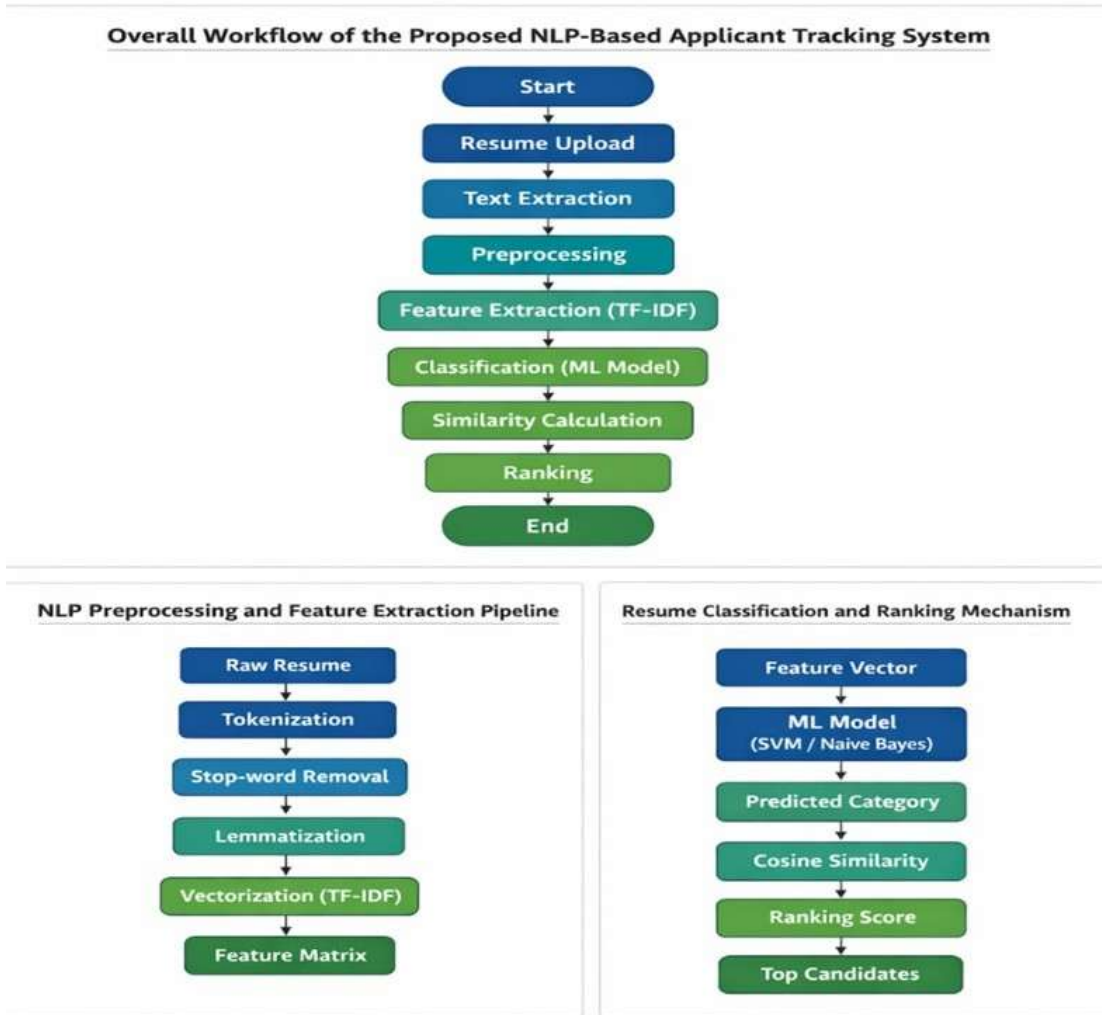 Overall Workflow of the Proposed NLP-Based Applicant Tracking System
Start
Resume Upload
Text Extraction
Preprocessing
Feature Extraction (TF-IDF)
Classification (ML Model)
Similarity Calculation
Ranking
End
NLP Preprocessing and Feature Extraction Pipeline
Raw Resume
Tokenization
Stop-word Removal
Lemmatization
Vectorization (TF-IDF)
Feature Matrix
Resume Classification and Ranking Mechanism
Feature Vector
ML Model
(SVM / Naive Bayes)
Predicted Category
Cosine Similarity
Ranking Score
Top Candidates